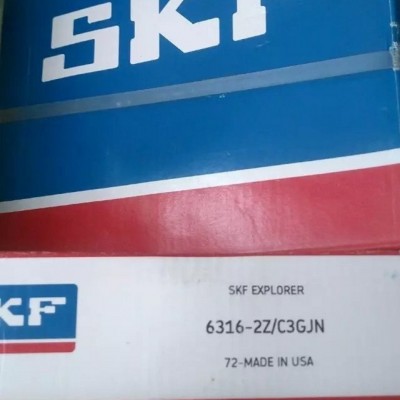 SKF
SKF
SKF EXPLORER
6316-2Z/C3GJN
72-MADE IN USA